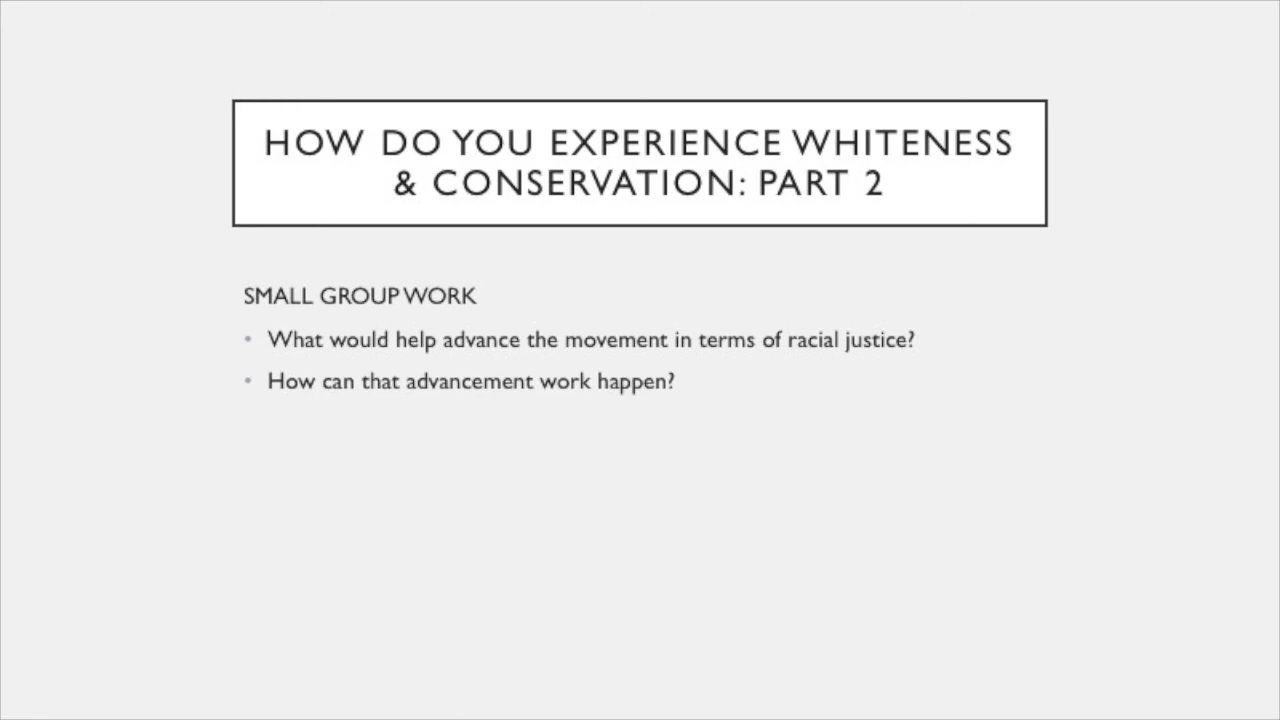 HOW DO YOU EXPERIENCE WHITENESS
& CONSERVATION: PART 2
SMALL GROUP WORK
• What would help advance the movement in terms of racial justice?
• How can that advancement work happen?